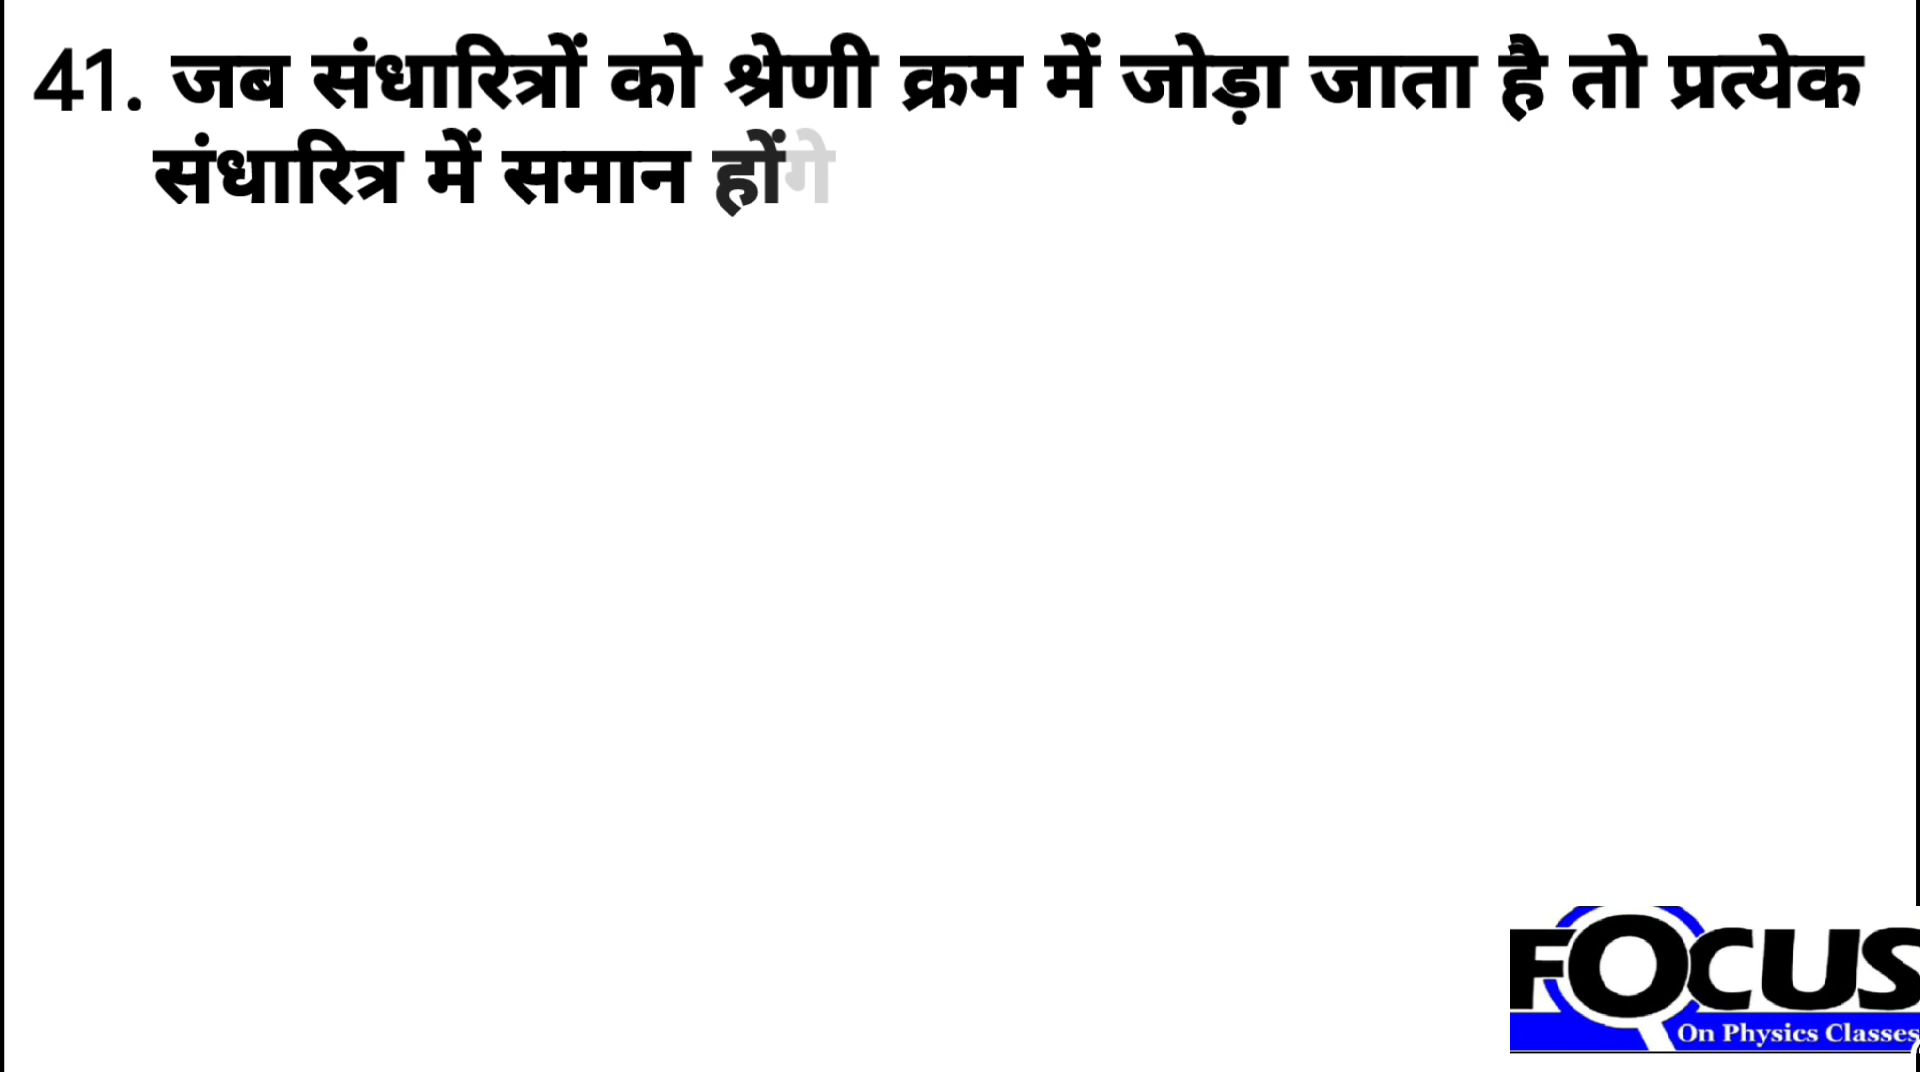 41. जब संधारित्रों को श्रेणी क्रम में जोड़ा जाता है तो प्रत्येक
संधारित्र में समान होंगे
FOCUS
On Physics Classes